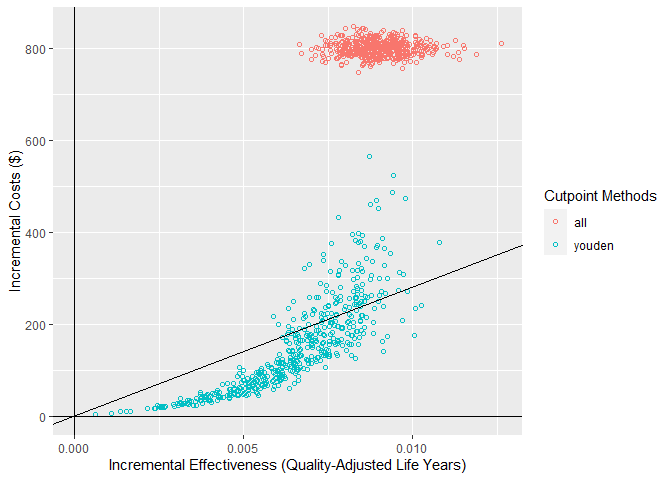 800
600
400
200
0
0.000
0.005
0.010
Incremental Costs ($)
Incremental Effectiveness (Quality-Adjusted Life Years)
Cutpoint Methods
all
youden